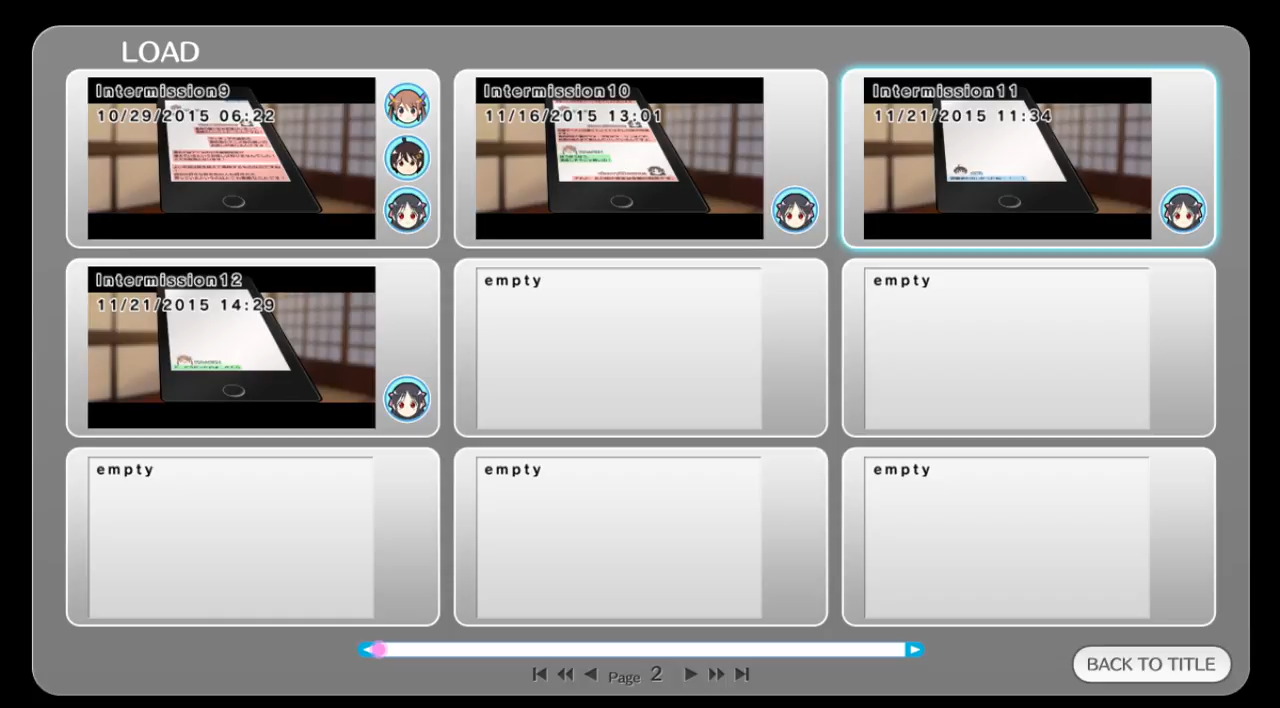 LOAD
Intermission9
10/29/2015 06:22
Intermission10
11/16/2015 13:01
Intermission11
11/21/2015 11:34
Intermission12
11/21/2015 14:29
empty
empty
empty
empty
empty
Page 2
BACK TO TITLE